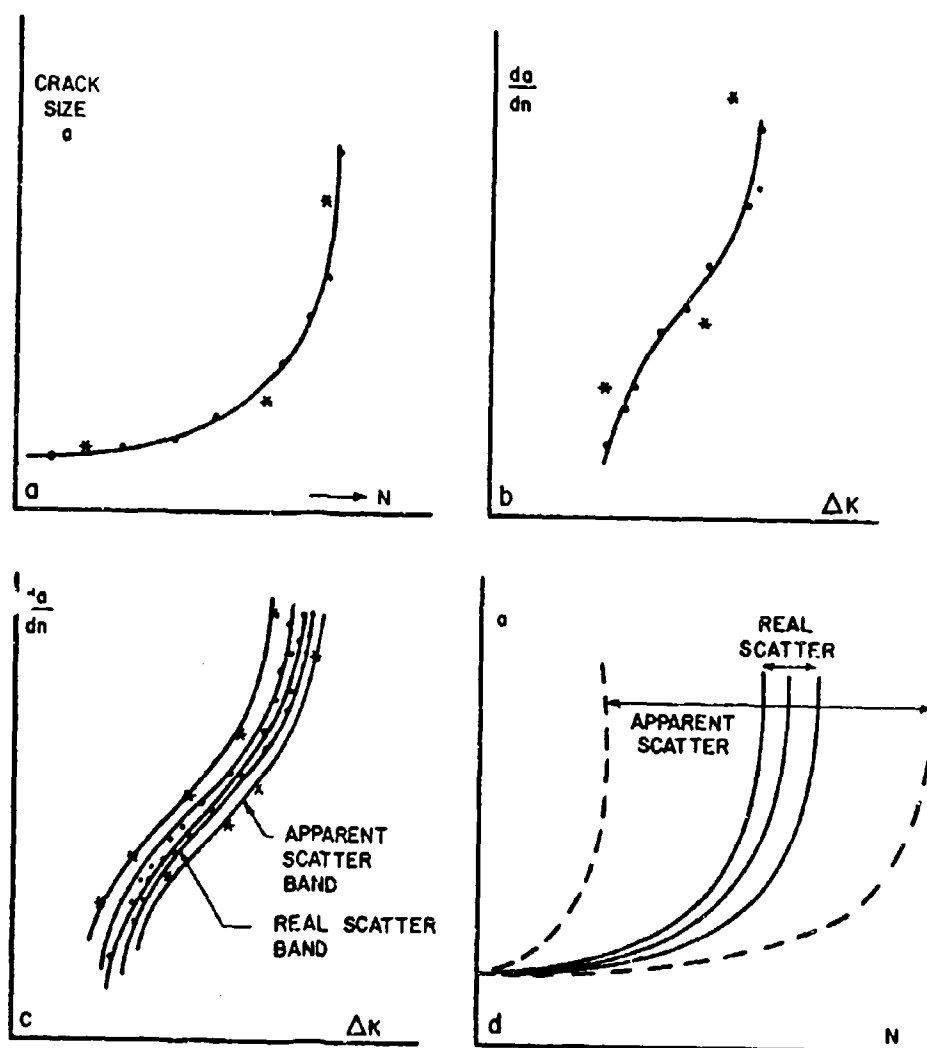 CRACK
SIZE
a
a
N
da
dn
b
ΔK
da
dn
APPARENT
SCATTER
BAND
REAL SCATTER
BAND
c
ΔK
a
REAL
SCATTER
APPARENT
SCATTER
d
N